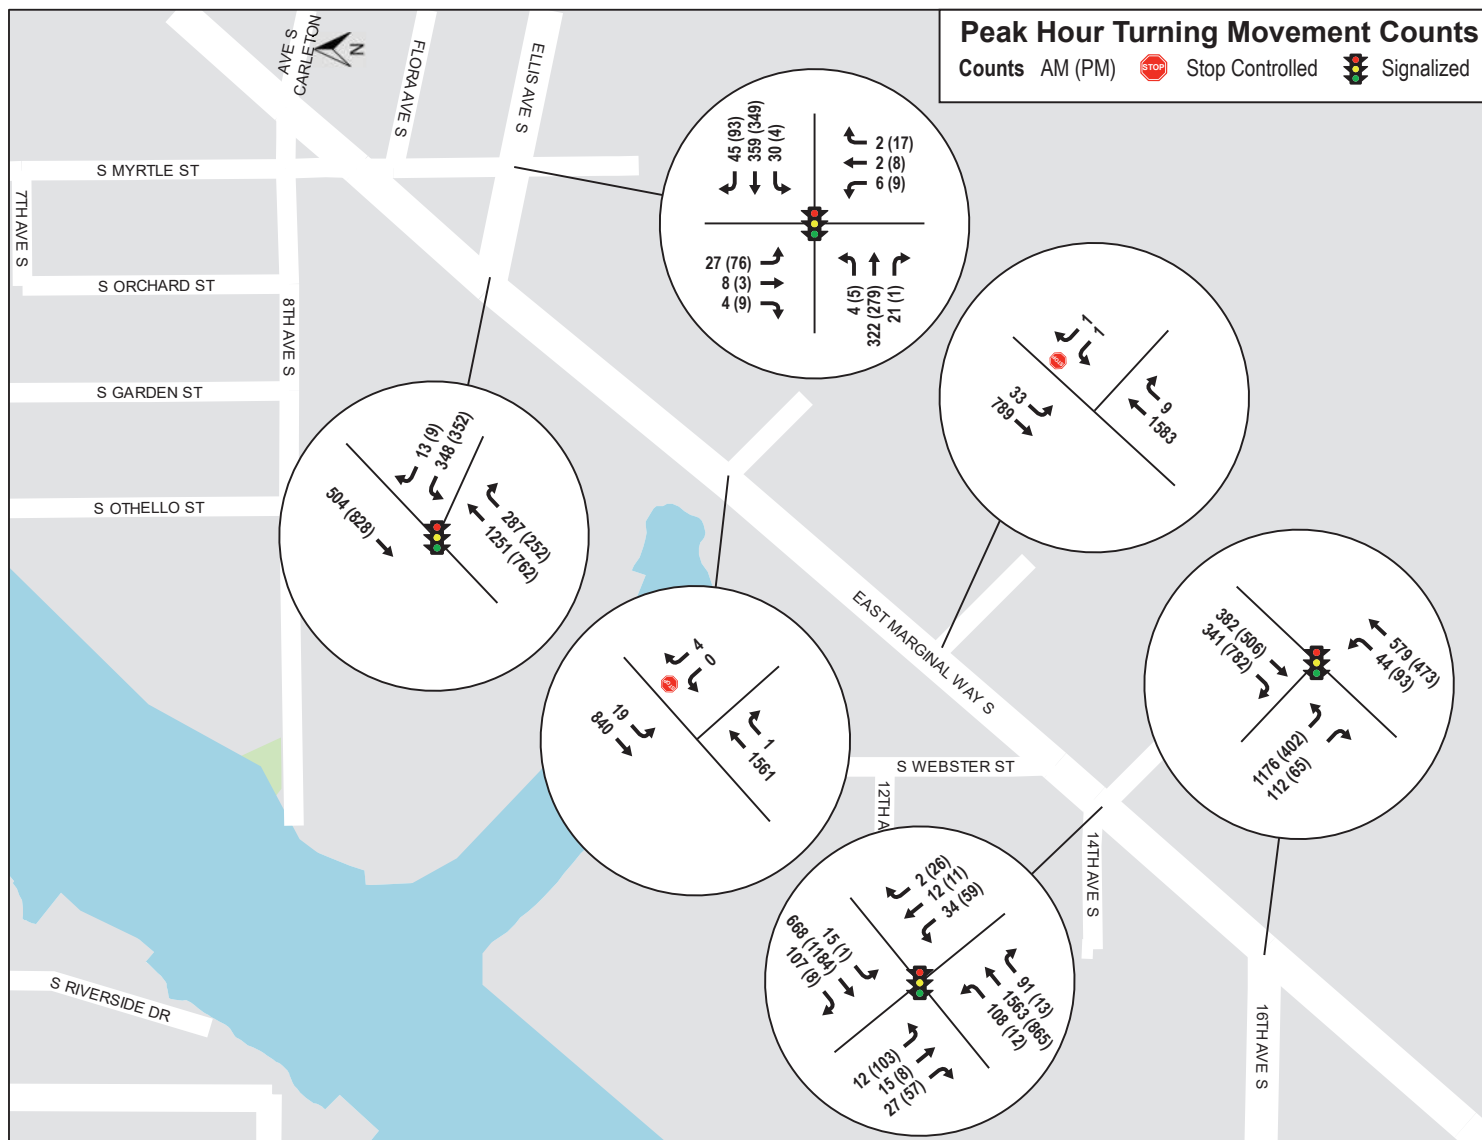 Peak Hour Turning Movement Counts
Counts AM (PM) STOP Stop Controlled Signalized
AVE S
CARLETON
N
FLORA AVE S
ELLIS AVE S
S MYRTLE ST
7TH AVE S
S ORCHARD ST
8TH AVE S
S GARDEN ST
S OTHELLO ST
45 (93)
359 (349)
30 (4)
2 (17)
2 (8)
6 (9)
27 (76)
8 (3)
4 (9)
4 (5)
322 (279)
21 (1)
1
1
STOP
33
789
9
1583
13 (9)
348 (352)
504 (828)
287 (252)
1251 (762)
4
0
STOP
19
840
1
1561
EAST MARGINAL WAY S
382 (506)
341 (782)
579 (473)
44 (93)
1176 (402)
112 (65)
S WEBSTER ST
12TH A
14TH AVE S
2 (26)
12 (11)
34 (59)
15 (1)
668 (1184)
107 (8)
91 (13)
1563 (865)
108 (12)
12 (103)
15 (8)
27 (57)
S RIVERSIDE DR
16TH AVE S